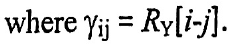 where γij = RY[i-j].